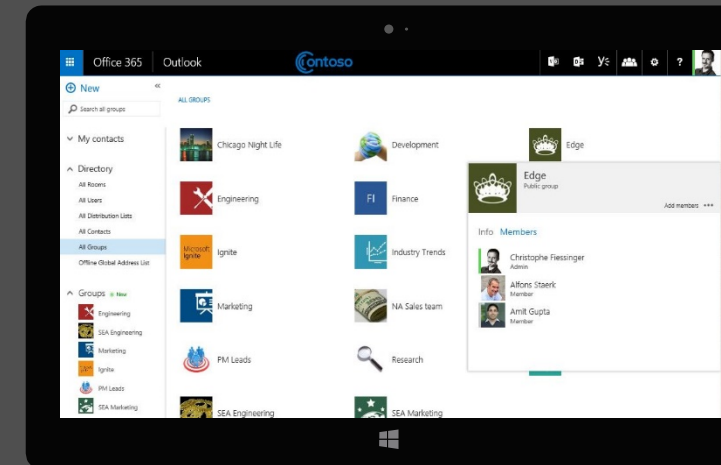 Office 365 Outlook Contoso ?
New «
Search all groups
ALL GROUPS
My contacts
Directory
All Rooms
All Users
All Distribution Lists
All Contacts
All Groups
Offline Global Address List
Groups New
Engineering
SEA Engineering
Marketing
Ignite
PM Leads
SEA Marketing
Chicago Night Life
Development
Edge
Engineering
FI Finance
Microsoft
Ignite
Ignite
Industry Trends
Marketing
NA Sales team
PM Leads
Research
SEA Engineering
SEA Marketing
Edge
Public group
Add members •••
Info Members
Christophe Fiessinger
Admin
Alfons Staerk
Member
Amit Gupta
Member